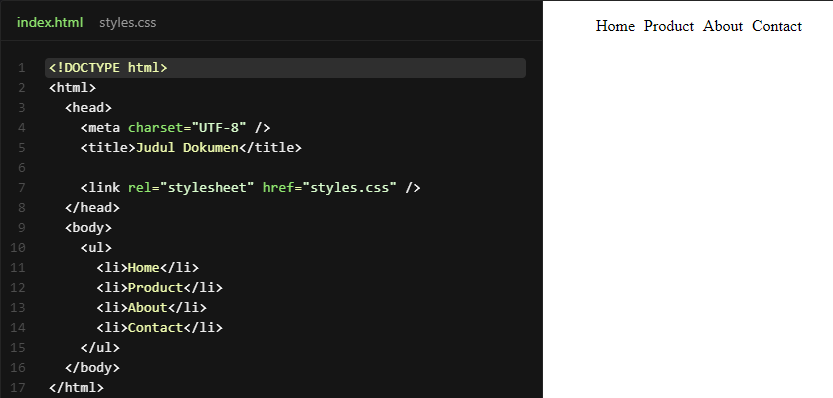 index.html styles.css
Home Product About Contact
1 <!DOCTYPE html>
2 <html>
3 <head>
4 <meta charset="UTF-8" />
5 <title>Judul Dokumen</title>
6
7 <link rel="stylesheet" href="styles.css" />
8 </head>
9 <body>
10 <ul>
11 <li>Home</li>
12 <li>Product</li>
13 <li>About</li>
14 <li>Contact</li>
15 </ul>
16 </body>
17 </html>